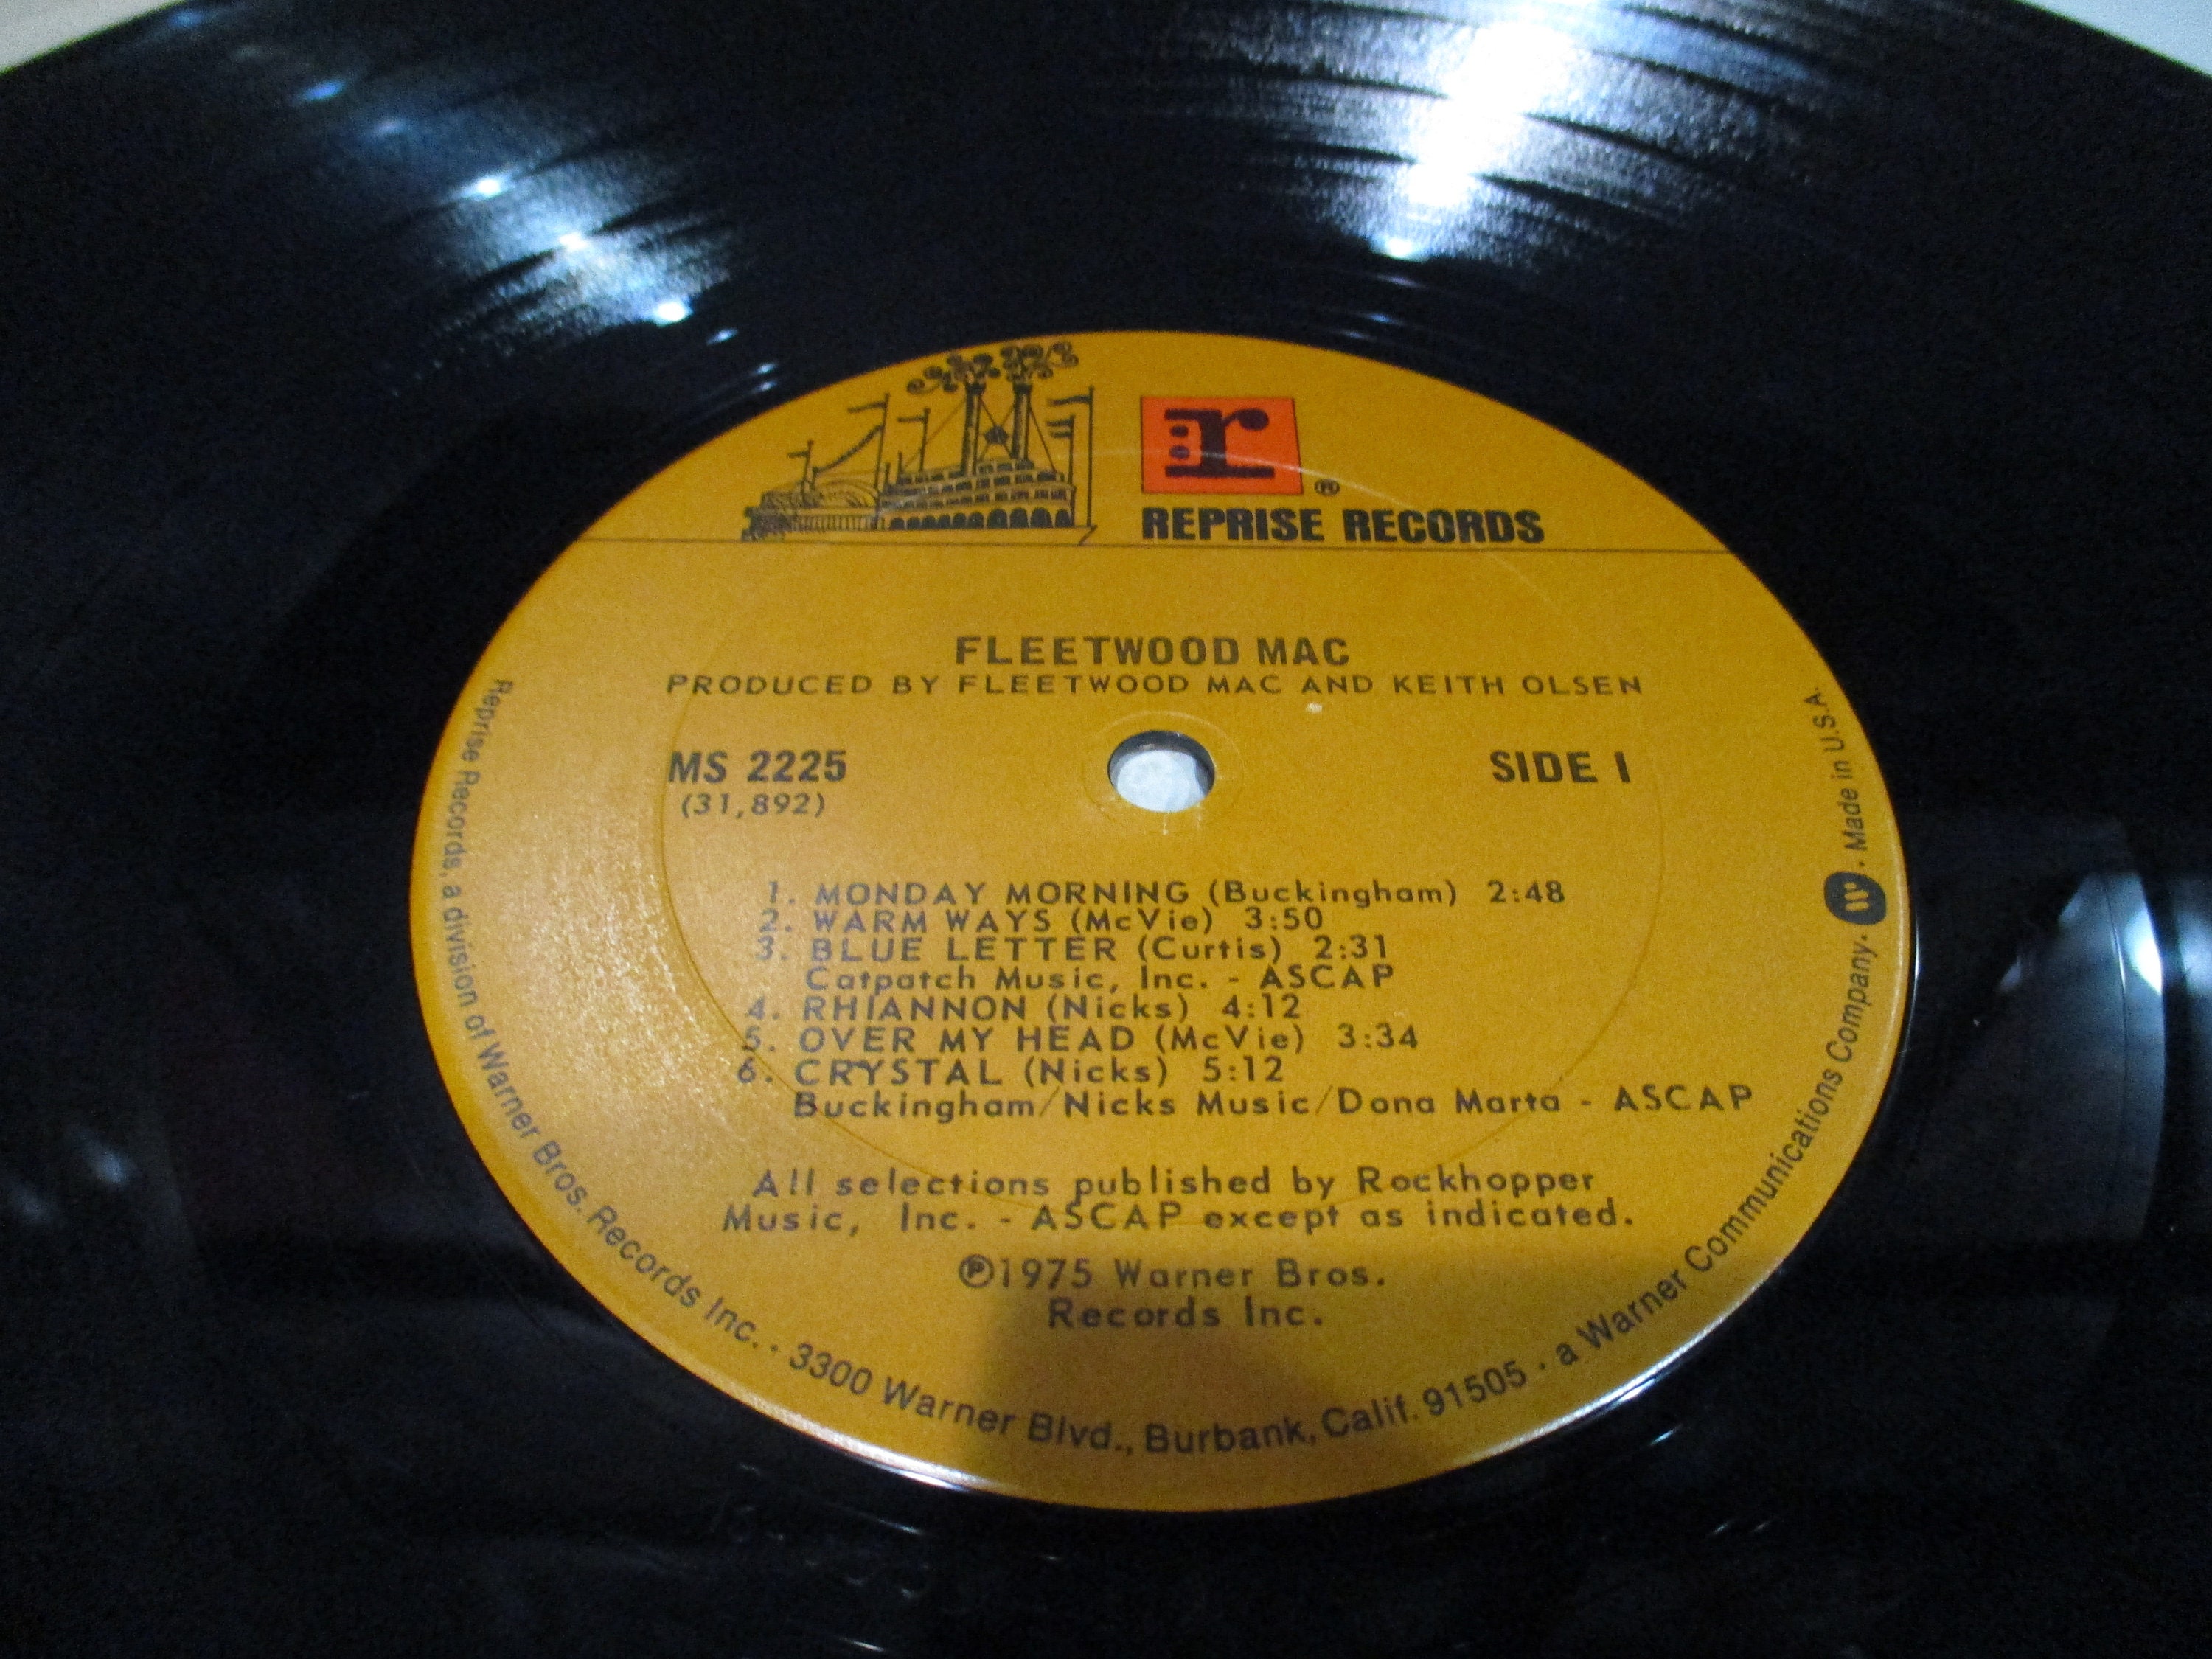 r
®
REPRISE RECORDS
FLEETWOOD MAC
PRODUCED BY FLEETWOOD MAC AND KEITH OLSEN
MS 2225
(31,892)
SIDE 1
1. MONDAY MORNING (Buckingham) 2:48
2. WARM WAYS (McVie) 3:50
3. BLUE LETTER (Curtis) 2:31
Catpatch Music, Inc. - ASCAP
4. RHIANNON (Nicks) 4:12
5. OVER MY HEAD (McVie) 3:34
6. CRYSTAL (Nicks) 5:12
Buckingham/Nicks Music/Dona Marta - ASCAP
All selections published by Rockhopper
Music, Inc. - ASCAP except as indicated.
℗1975 Warner Bros.
Records Inc.
Reprise Records, a division of Warner Bros. Records Inc. · 3300 Warner Blvd., Burbank, Calif. 91505 · a Warner Communications Company · W · Made in U.S.A.